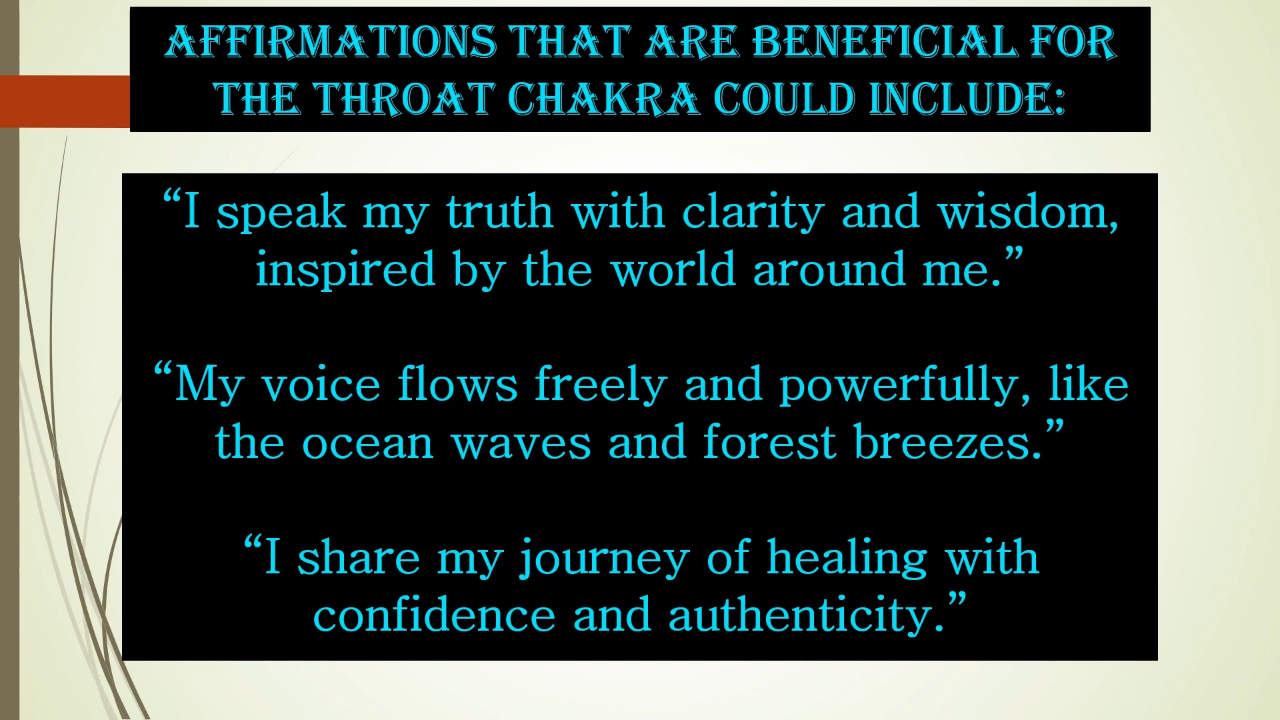 AFFIRMATIONS THAT ARE BENEFICIAL FOR
THE THROAT CHAKRA COULD INCLUDE:
“I speak my truth with clarity and wisdom,
inspired by the world around me.”
“My voice flows freely and powerfully, like
the ocean waves and forest breezes.”
“I share my journey of healing with
confidence and authenticity.”